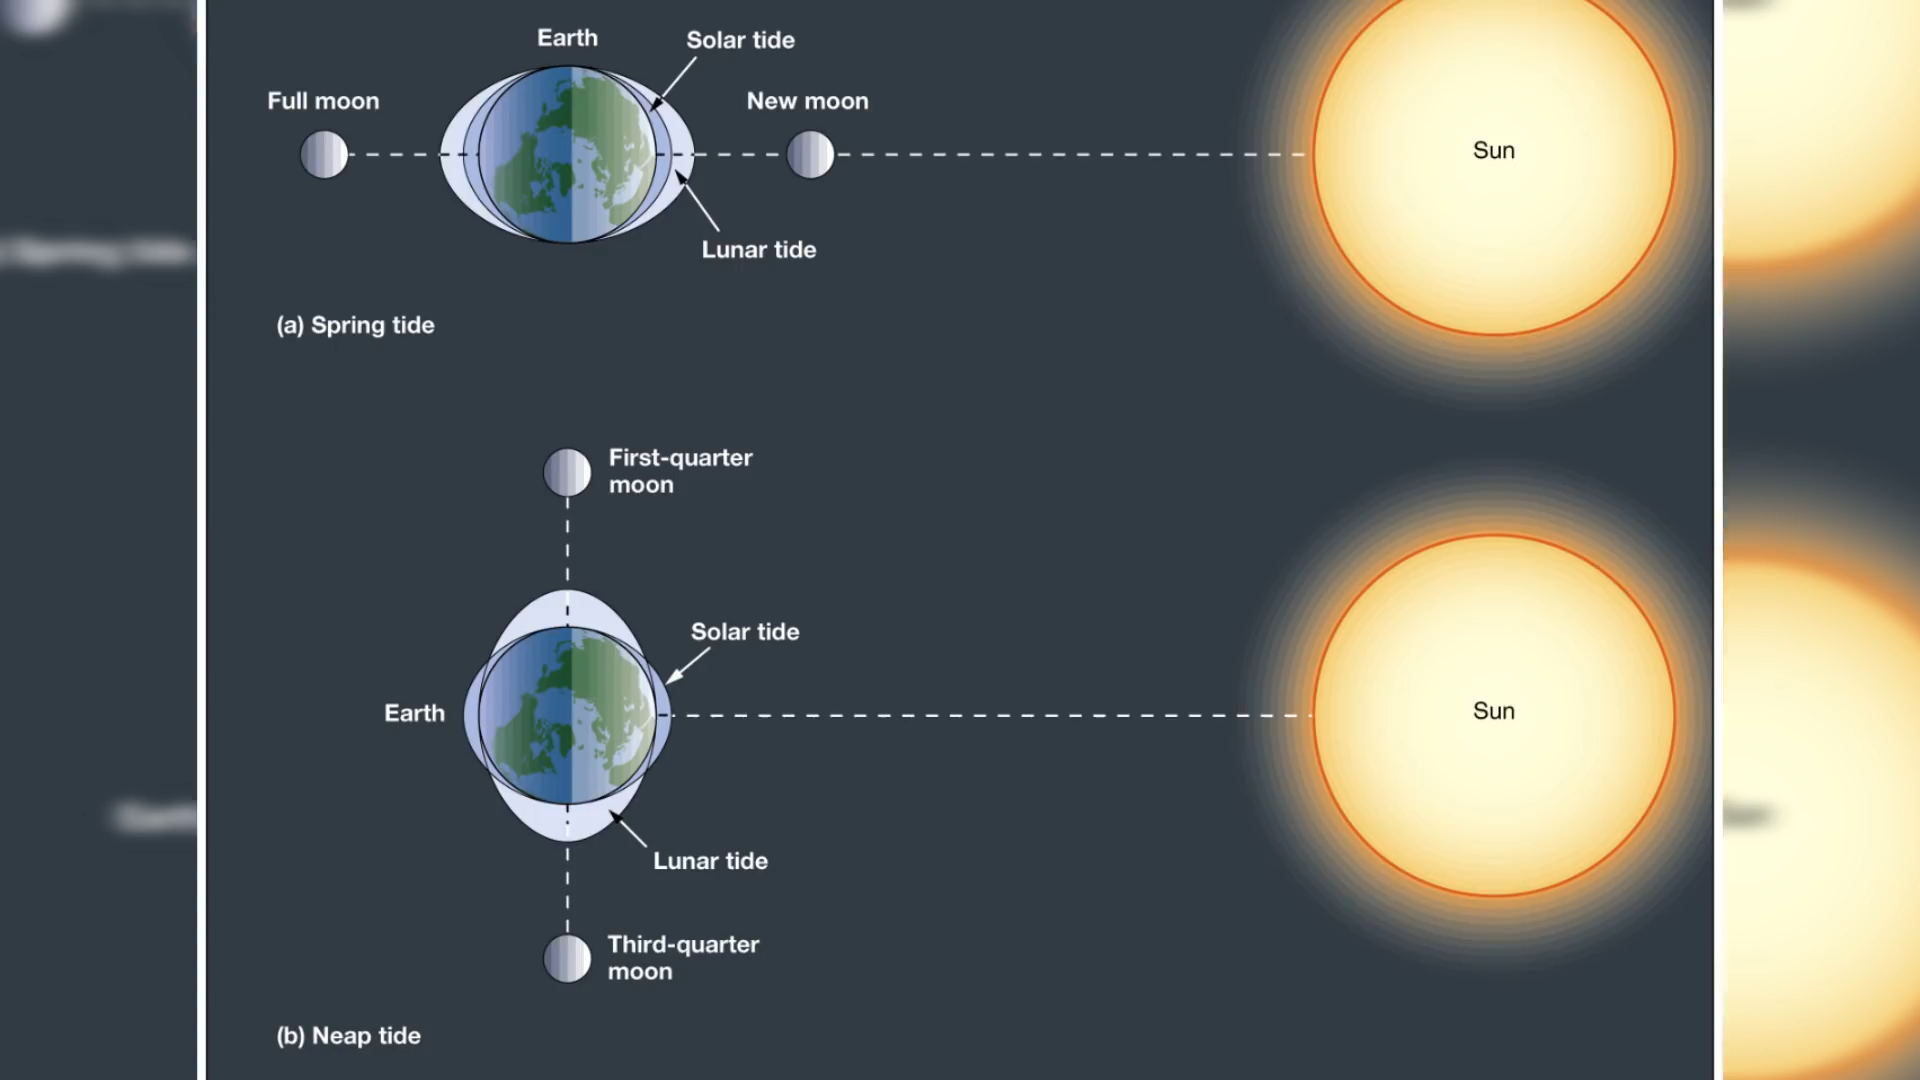 Earth
Solar tide
Full moon
New moon
Sun
Lunar tide
(a) Spring tide
First-quarter
moon
Solar tide
Earth
Sun
Lunar tide
Third-quarter
moon
(b) Neap tide